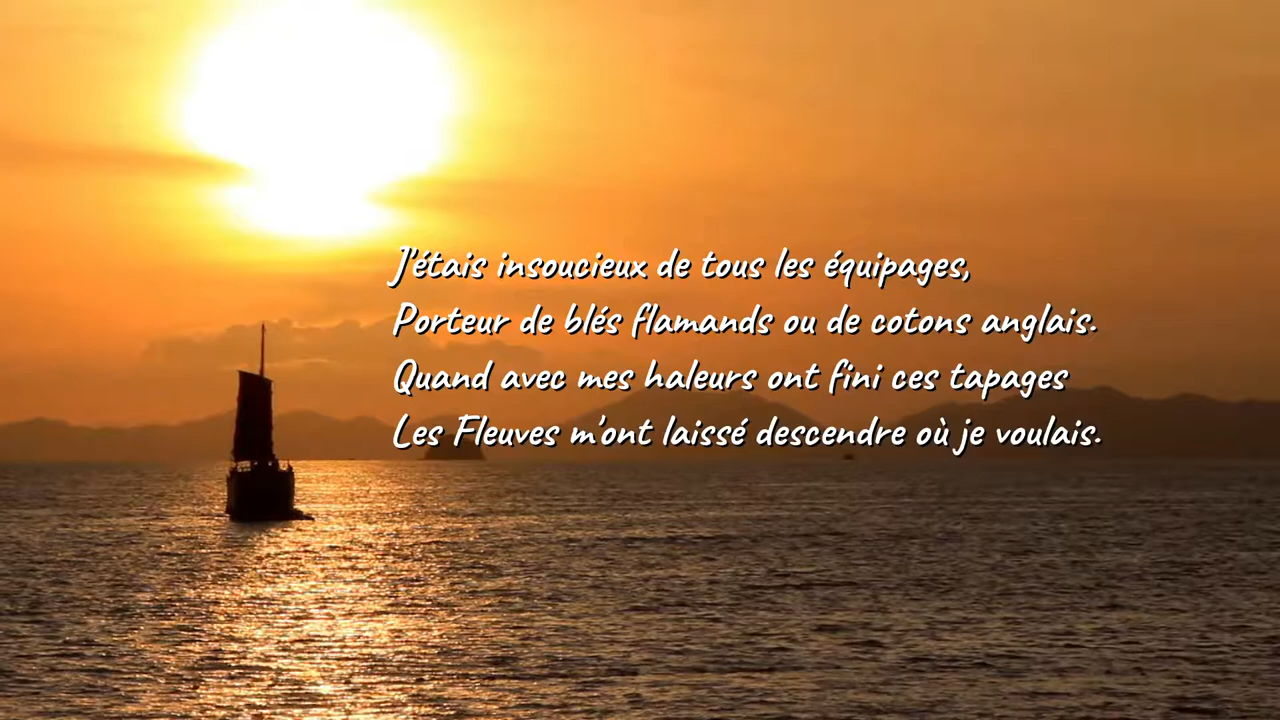 J'étais insoucieux de tous les équipages,
Porteur de blés flamands ou de cotons anglais.
Quand avec mes haleurs ont fini ces tapages
Les Fleuves m'ont laissé descendre où je voulais.